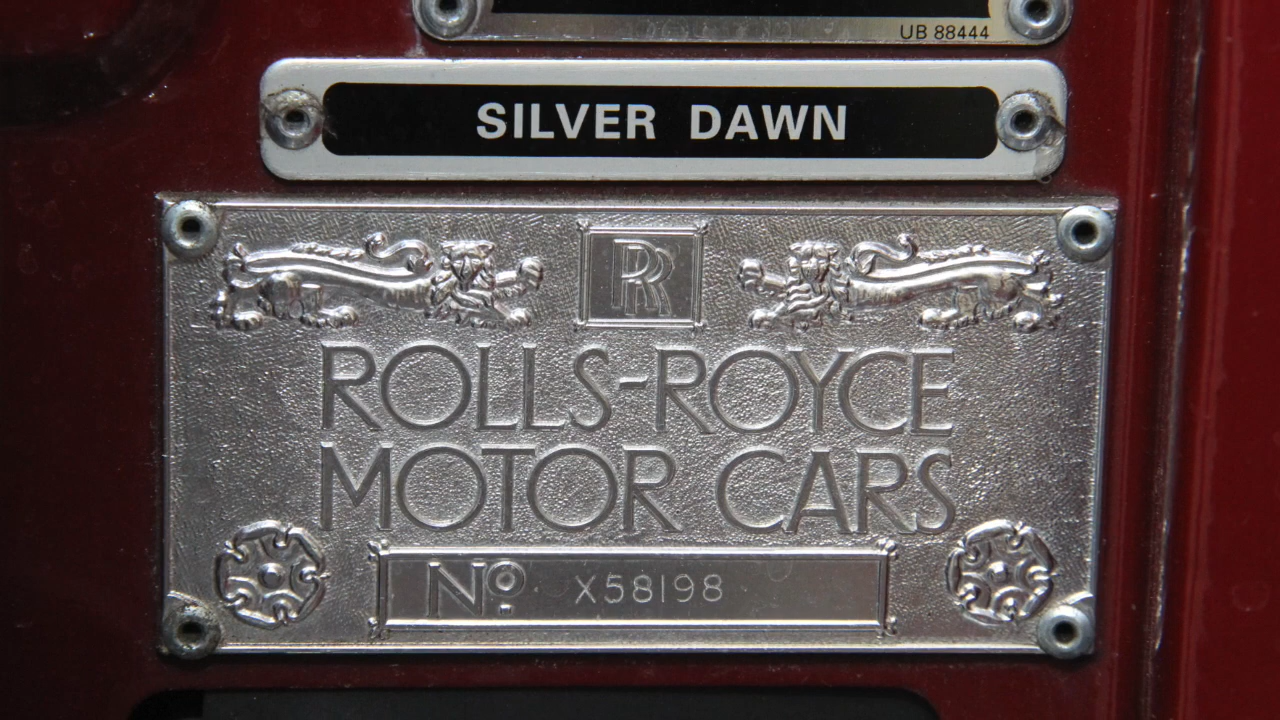 UB 88444
SILVER DAWN
RR
ROLLS-ROYCE
MOTOR CARS
Nº X58198